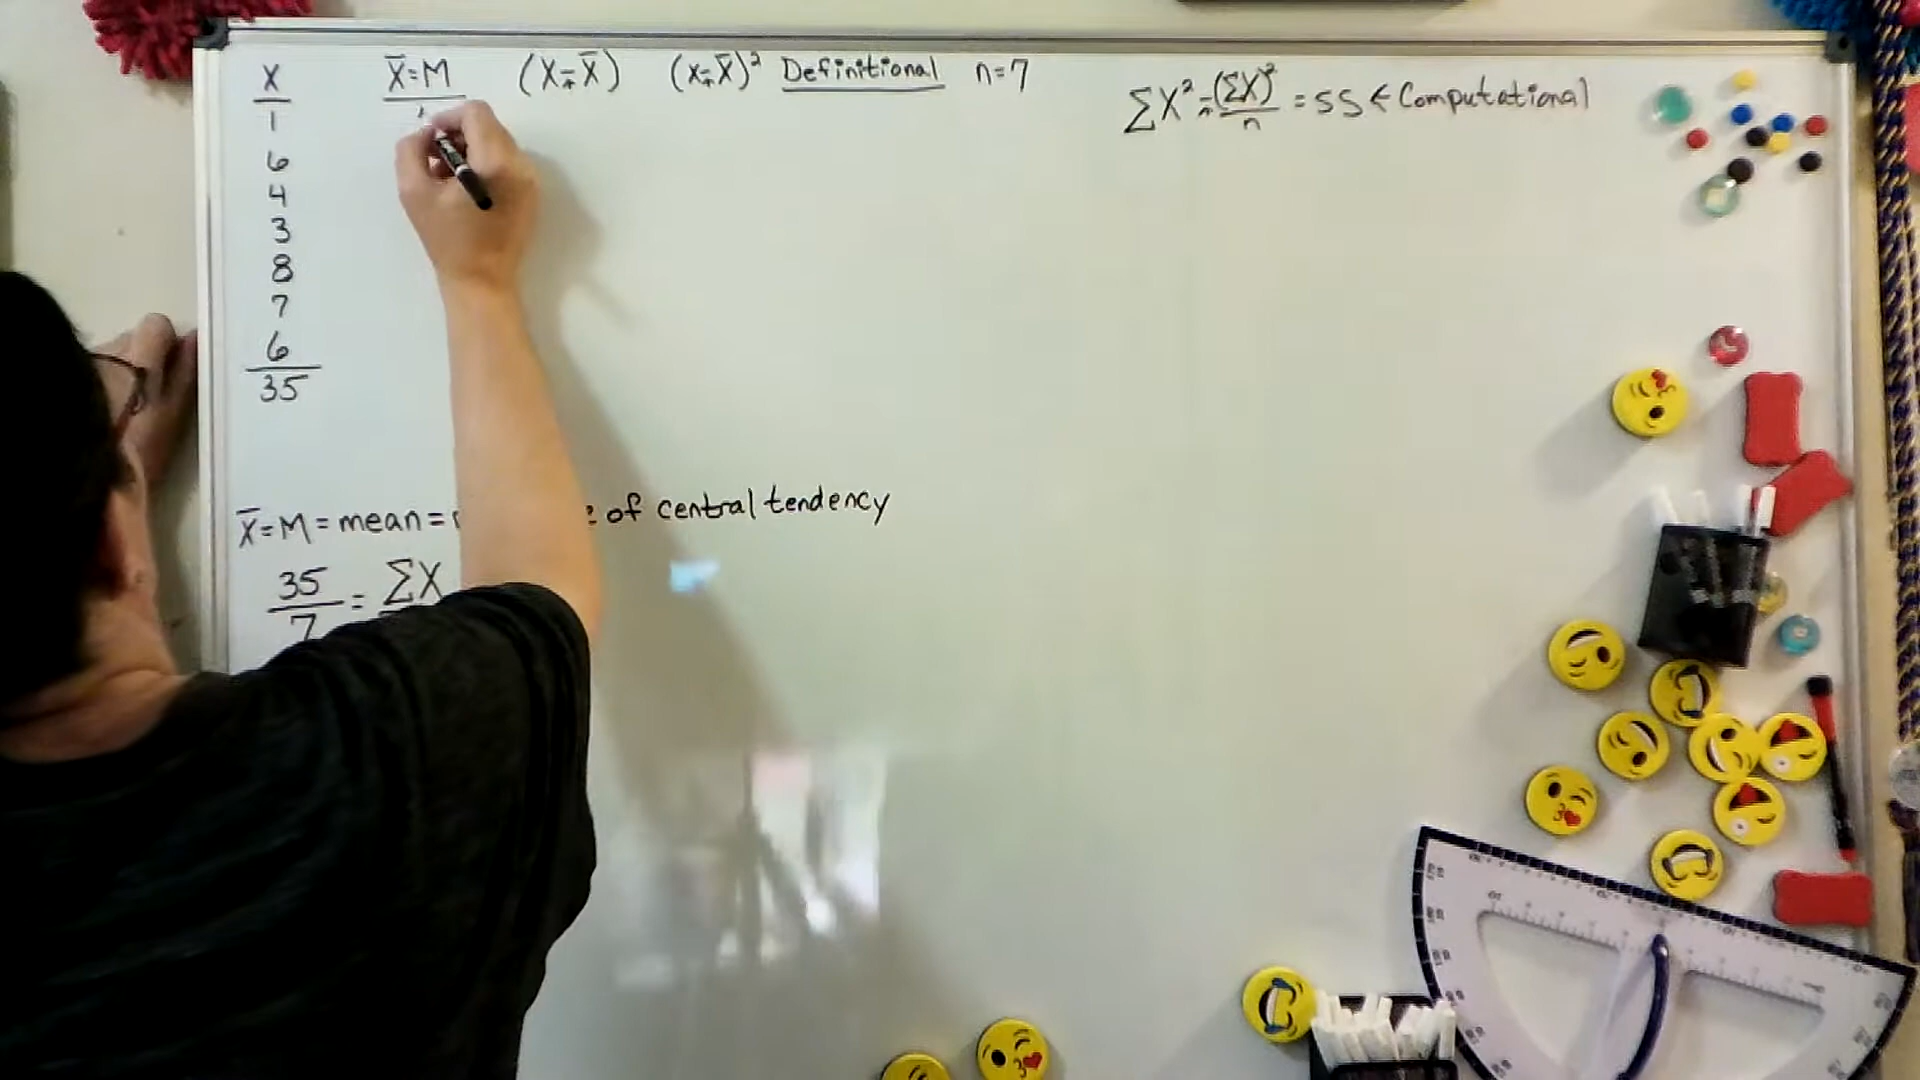 X X̄=M (X-X̄) (X-X̄)² Definitional n=7
ΣX² - (ΣX)²/n = SS ← Computational
1
6
4
3
8
7
6
35
X̄=M=mean= of central tendency
35/7 = ΣX